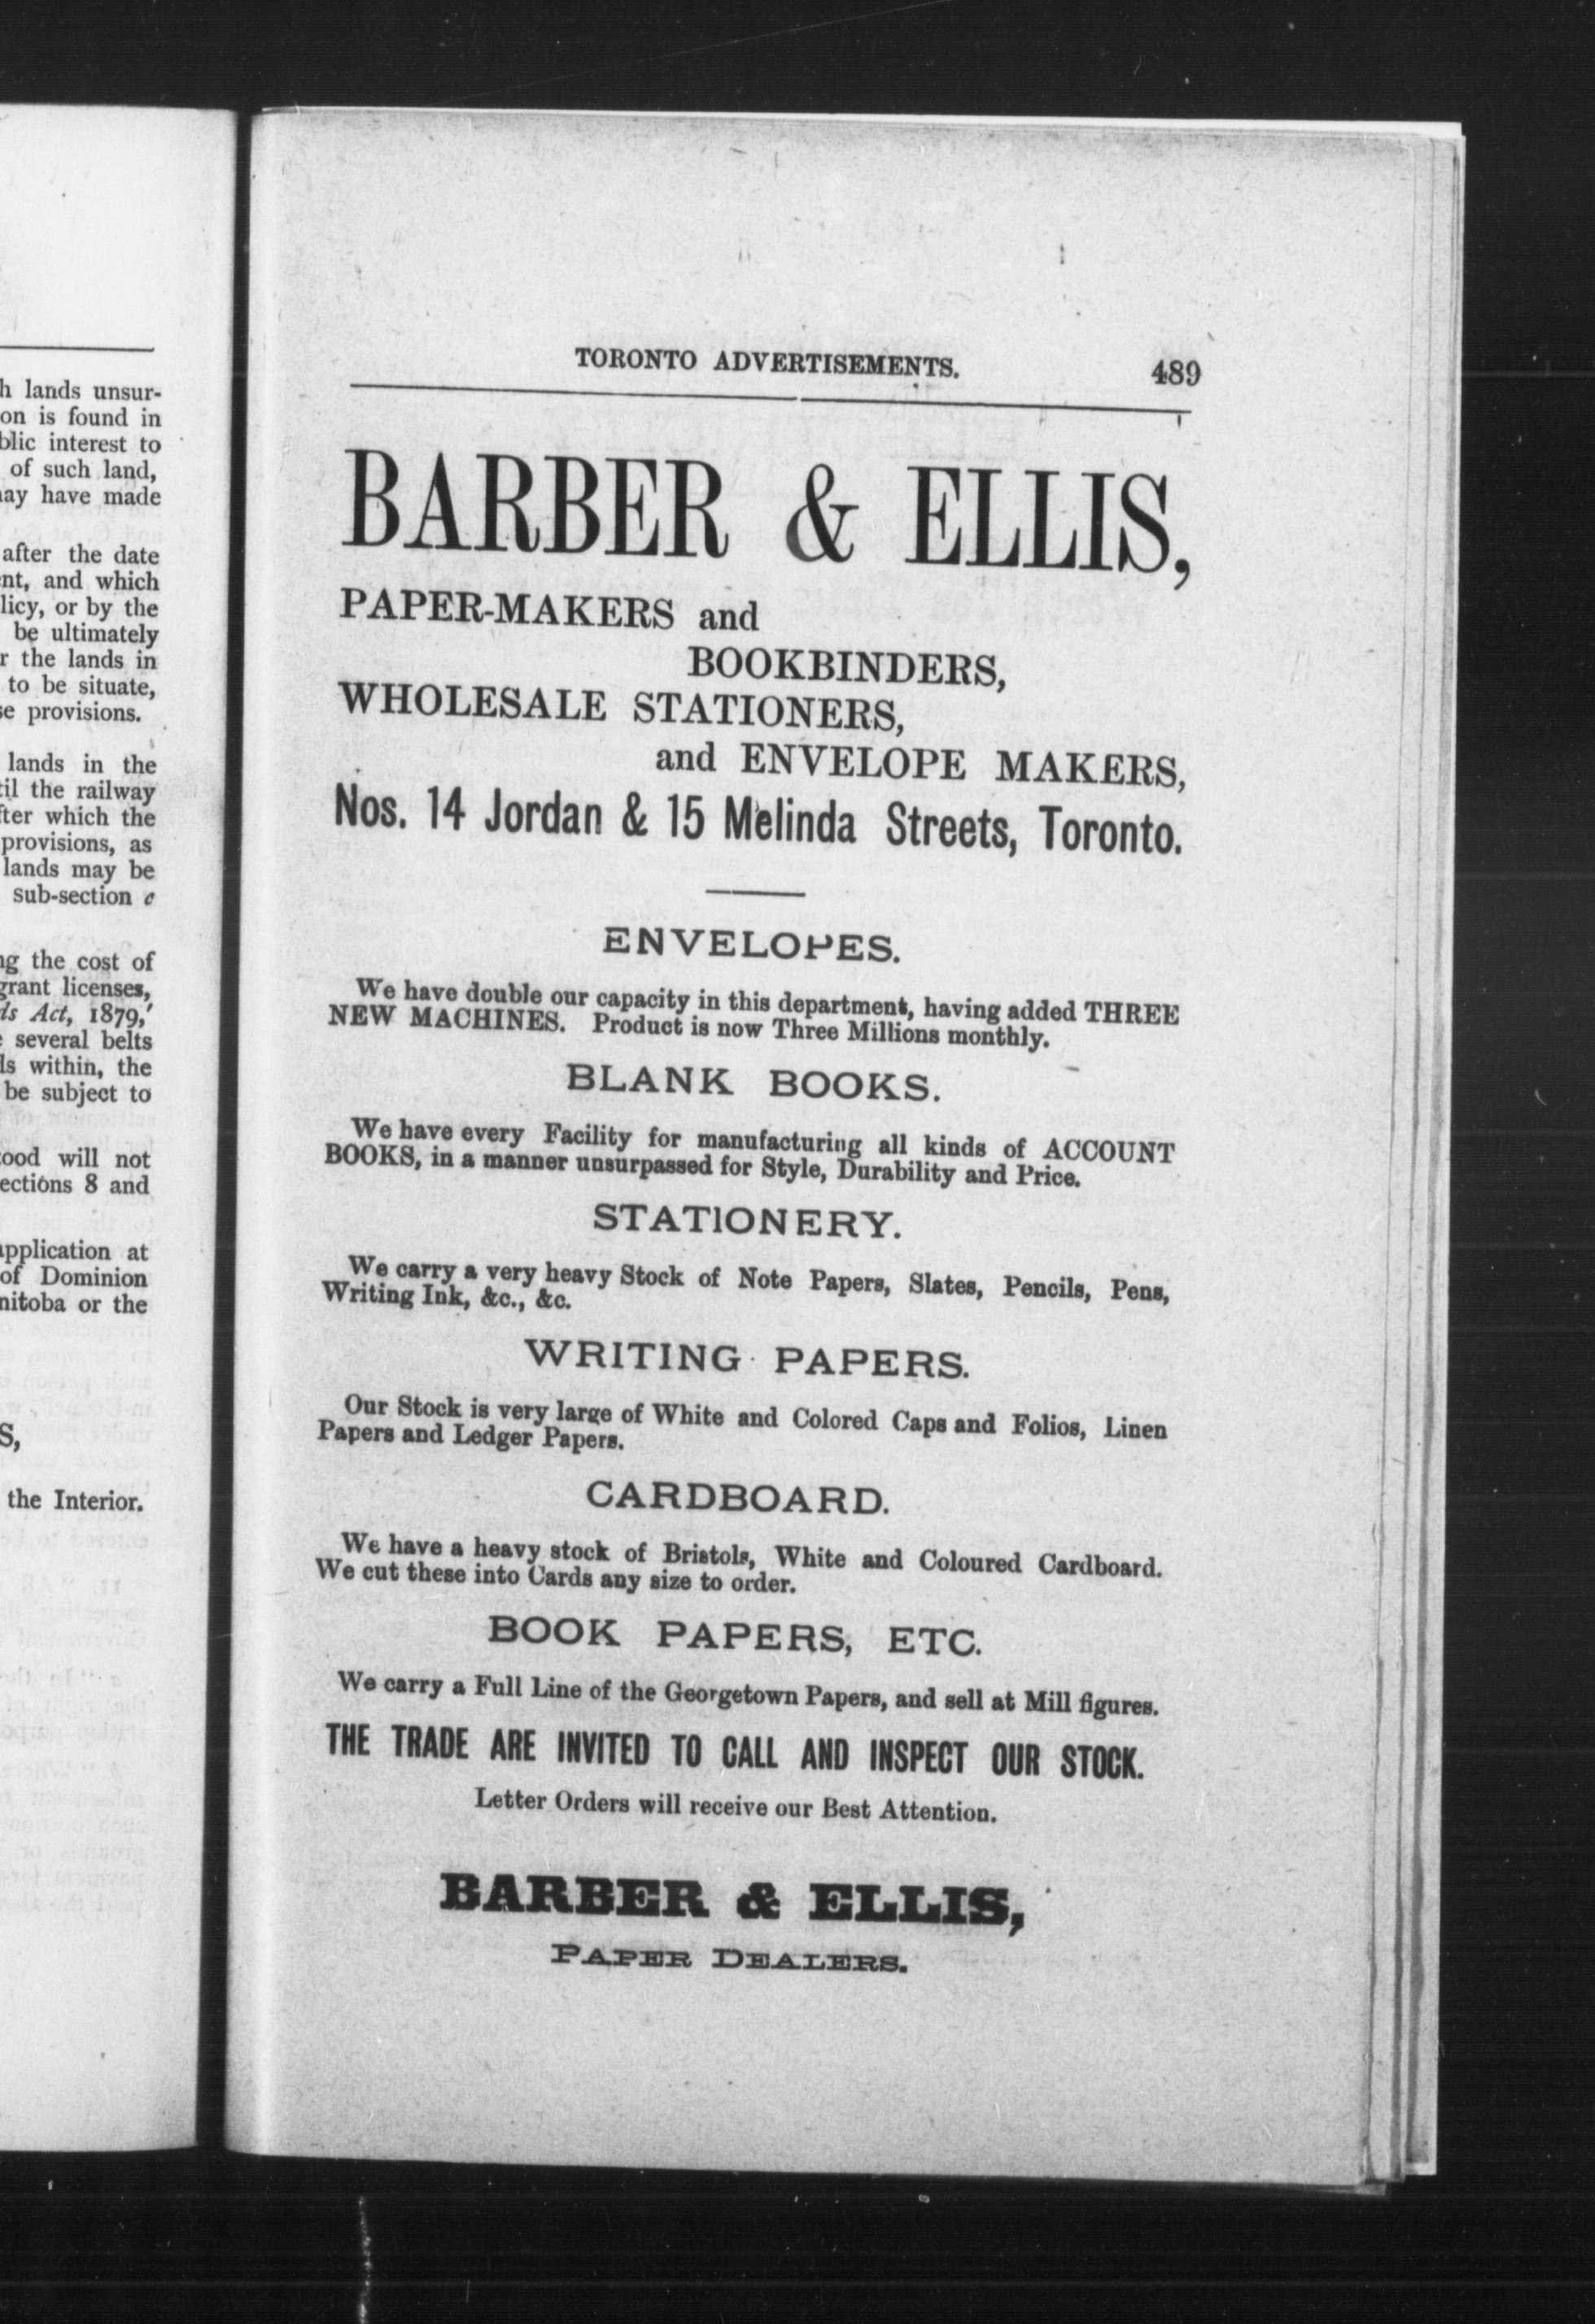 h lands unsur-
on is found in
blic interest to
of such land,
ay have made
after the date
nt, and which
licy, or by the
be ultimately
r the lands in
to be situate,
se provisions.
lands in the
til the railway
fter which the
provisions, as
lands may be
sub-section c
ng the cost of
grant licenses,
ds Act, 1879,'
several belts
ls within, the
be subject to
tood will not
ections 8 and
application at
of Dominion
nitoba or the
S,
the Interior.
TORONTO ADVERTISEMENTS. 489
BARBER & ELLIS,
PAPER-MAKERS and
BOOKBINDERS,
WHOLESALE STATIONERS,
and ENVELOPE MAKERS,
Nos. 14 Jordan & 15 Melinda Streets, Toronto.
ENVELOPES.
We have double our capacity in this department, having added THREE
NEW MACHINES. Product is now Three Millions monthly.
BLANK BOOKS.
We have every Facility for manufacturing all kinds of ACCOUNT
BOOKS, in a manner unsurpassed for Style, Durability and Price.
STATIONERY.
We carry a very heavy Stock of Note Papers, Slates, Pencils, Pens,
Writing Ink, &c., &c.
WRITING PAPERS.
Our Stock is very large of White and Colored Caps and Folios, Linen
Papers and Ledger Papers.
CARDBOARD.
We have a heavy stock of Bristols, White and Coloured Cardboard.
We cut these into Cards any size to order.
BOOK PAPERS, ETC.
We carry a Full Line of the Georgetown Papers, and sell at Mill figures.
THE TRADE ARE INVITED TO CALL AND INSPECT OUR STOCK.
Letter Orders will receive our Best Attention.
BARBER & ELLIS,
PAPER DEALERS.